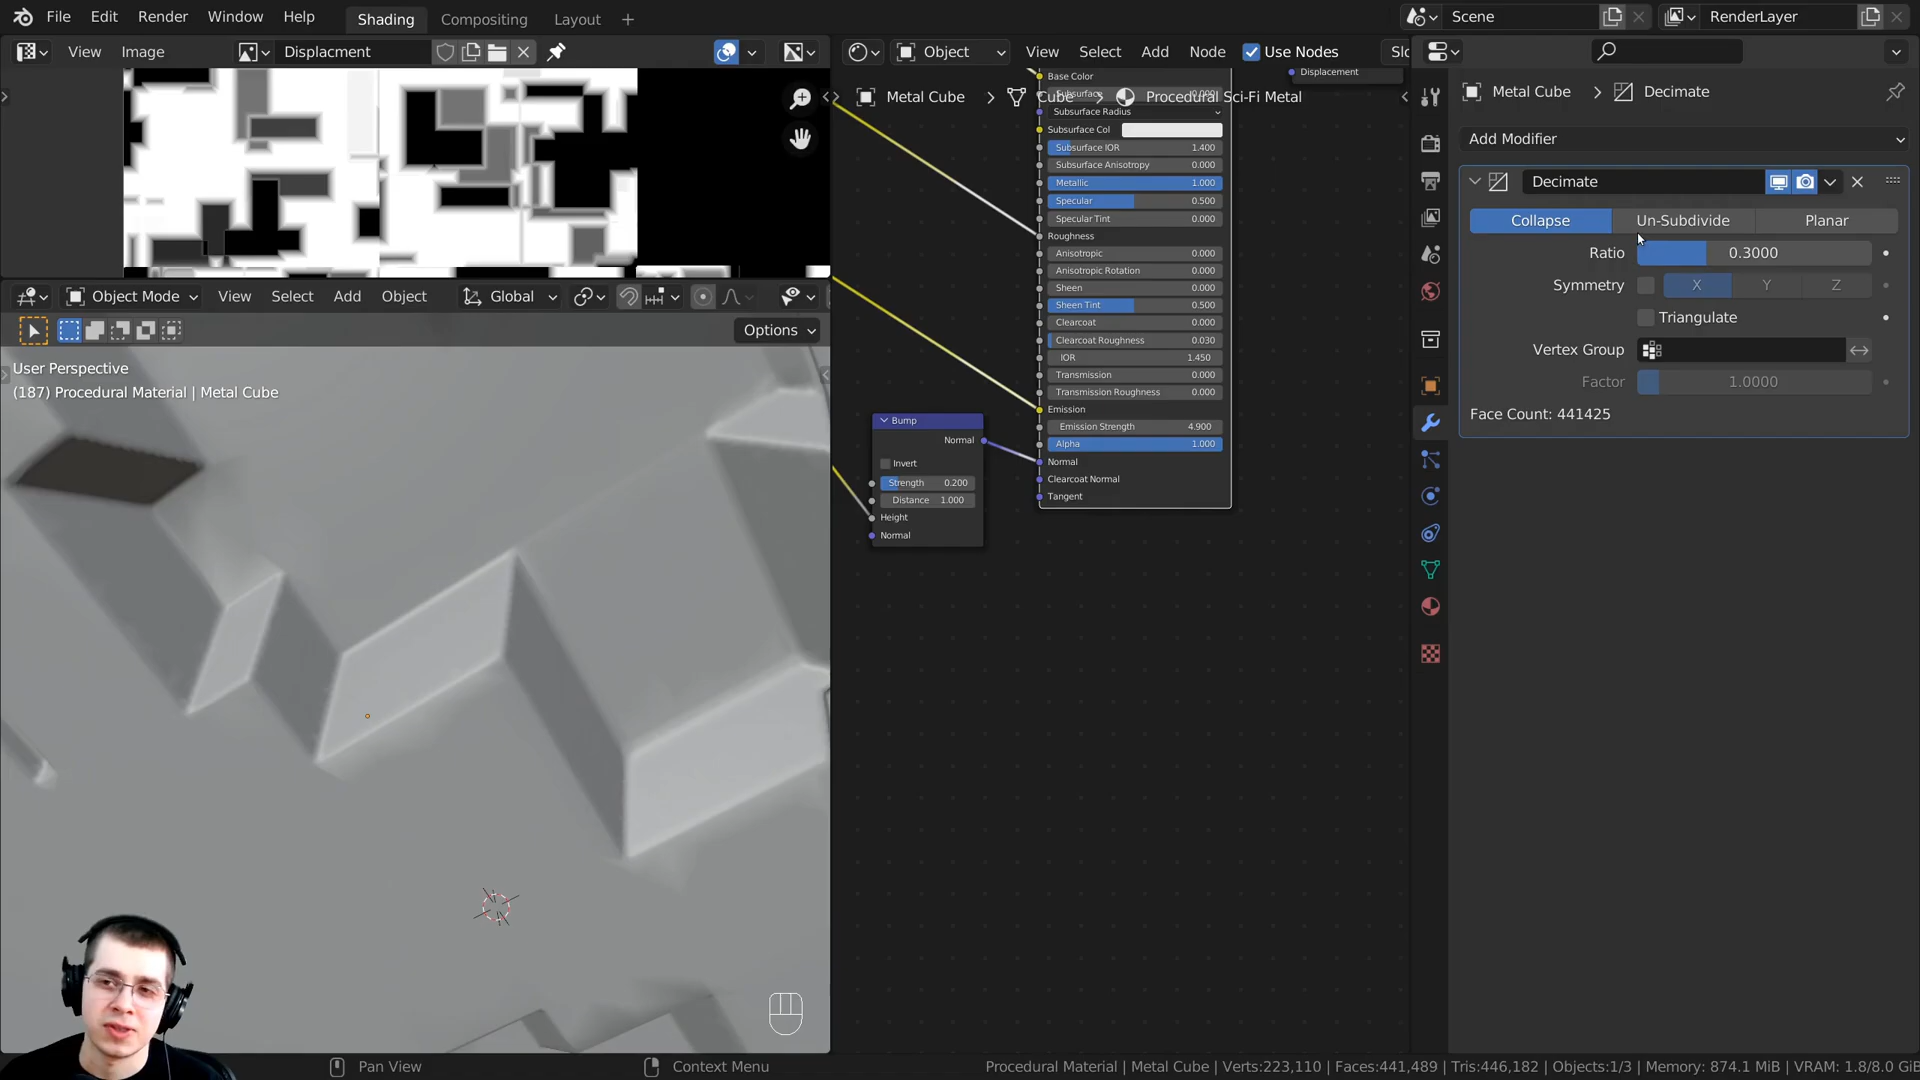 File Edit Render Window Help Shading Compositing Layout + Scene RenderLayer
View Image Displacment
Object View Select Add Node Use Nodes Slo
Metal Cube > Cube > Procedural Sci-Fi Metal
Displacement
Base Color
Subsurface 0.000
Subsurface Radius
Subsurface Col
Subsurface IOR 1.400
Subsurface Anisotropy 0.000
Metallic 1.000
Specular 0.500
Specular Tint 0.000
Roughness
Anisotropic 0.000
Anisotropic Rotation 0.000
Sheen 0.000
Sheen Tint 0.500
Clearcoat 0.000
Clearcoat Roughness 0.030
IOR 1.450
Transmission 0.000
Transmission Roughness 0.000
Emission
Emission Strength 4.900
Alpha 1.000
Normal
Clearcoat Normal
Tangent
Bump
Normal
Invert
Strength 0.200
Distance 1.000
Height
Normal
Metal Cube > Decimate
Add Modifier
Decimate
Collapse Un-Subdivide Planar
Ratio 0.3000
Symmetry X Y Z
Triangulate
Vertex Group
Factor 1.0000
Face Count: 441425
Object Mode View Select Add Object Global
Options
User Perspective
(187) Procedural Material | Metal Cube
Pan View Context Menu Procedural Material | Metal Cube | Verts:223,110 | Faces:441,489 | Tris:446,182 | Objects:1/3 | Memory: 874.1 MiB | VRAM: 1.8/8.0 GiB